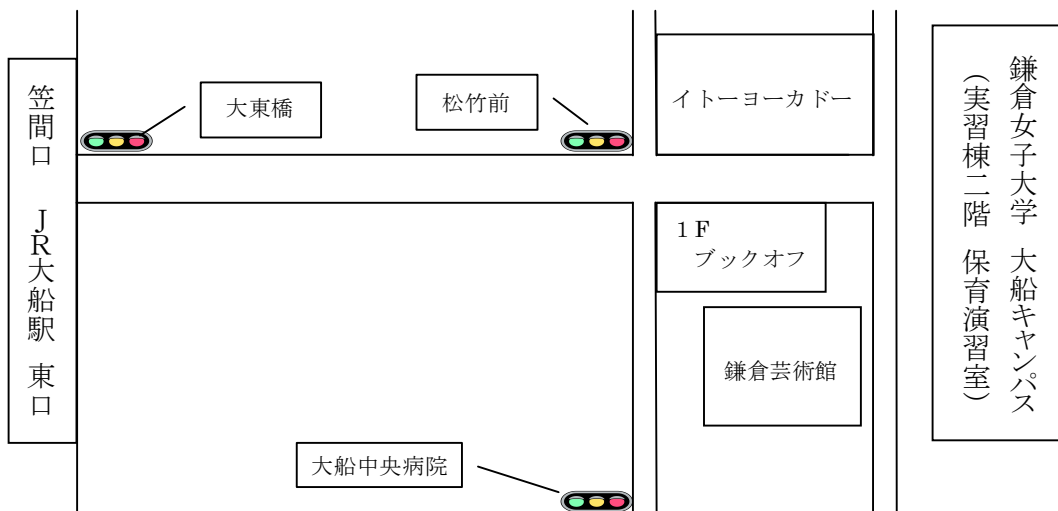 笠間口 JR大船駅 東口
大東橋
松竹前
イトーヨーカドー
1F
ブックオフ
鎌倉芸術館
大船中央病院
鎌倉女子大学 大船キャンパス
(実習棟二階 保育演習室)